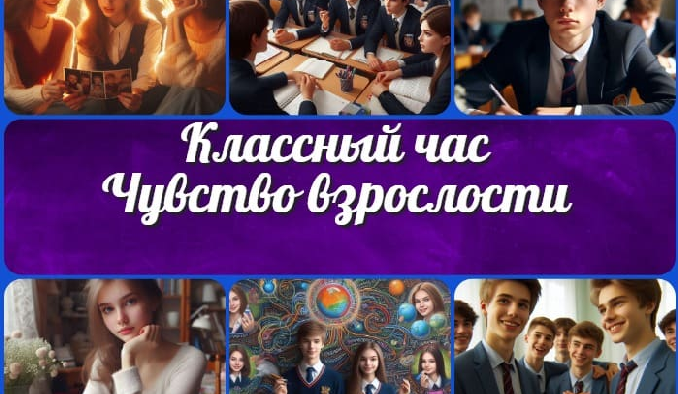 Классный час
Чувство взрослости